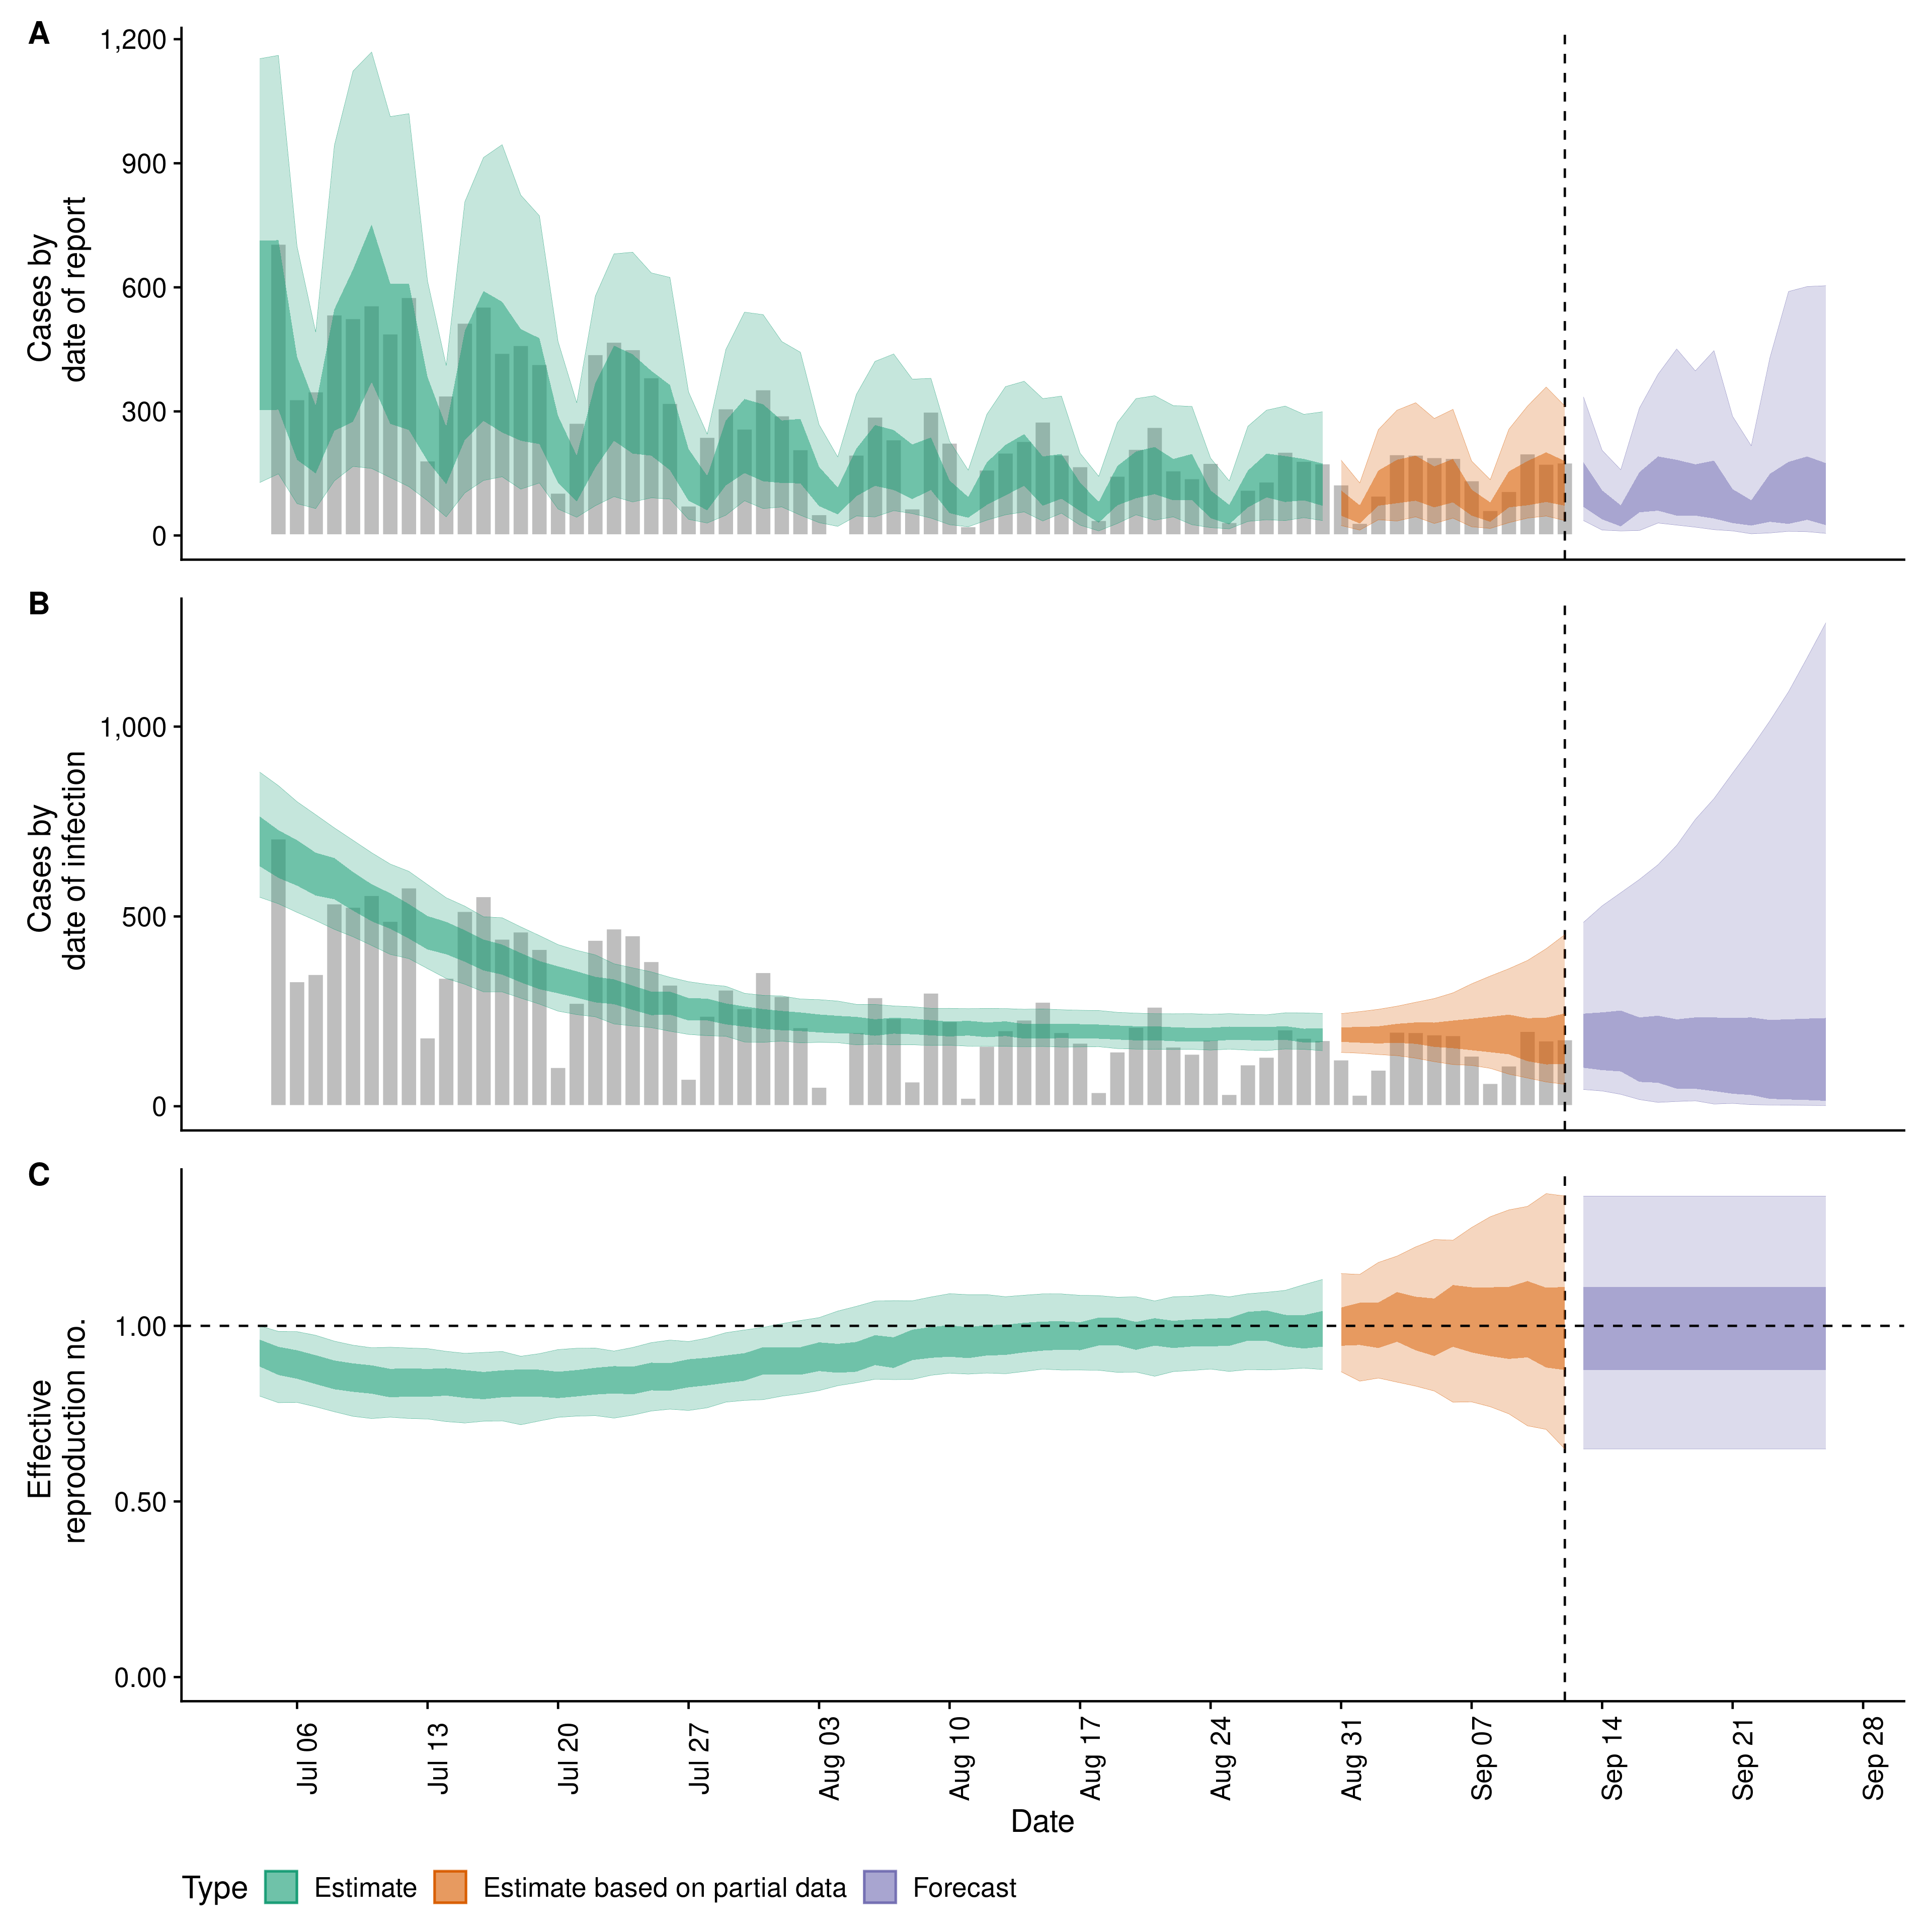 A
1,200
900
600
300
0
Cases by
date of report
B
1,000
500
0
Cases by
date of infection
C
1.00
0.50
0.00
Effective
reproduction no.
Jul 06
Jul 13
Jul 20
Jul 27
Aug 03
Aug 10
Aug 17
Aug 24
Aug 31
Sep 07
Sep 14
Sep 21
Sep 28
Date
Type Estimate Estimate based on partial data Forecast